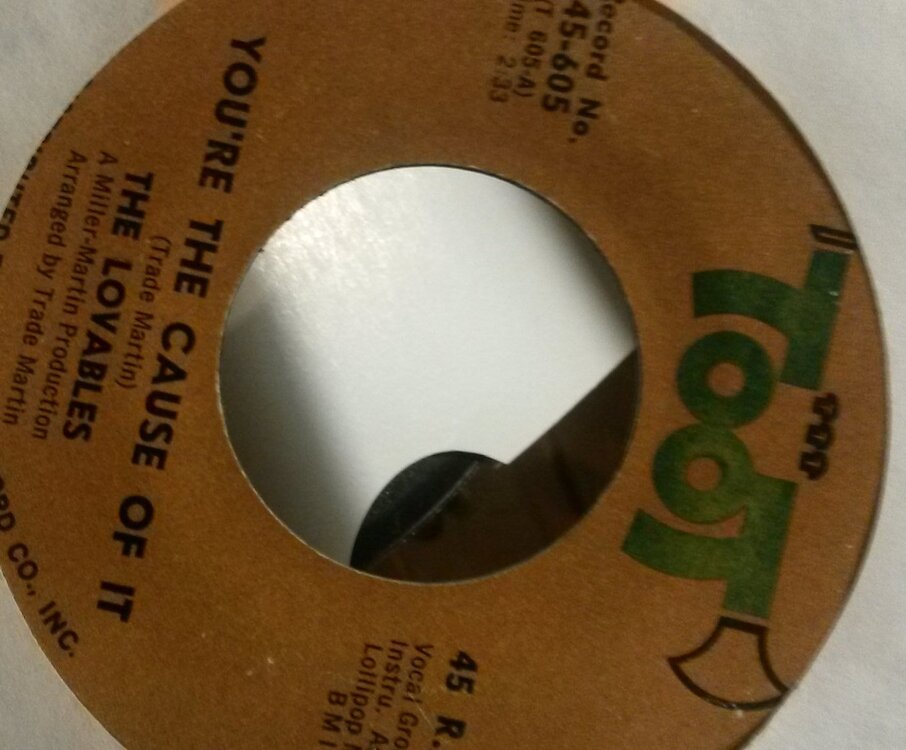 TOOT
Record No.
45-605
(T 605-A)
Time: 2:33
45 R.
Vocal
Instru.
Lollipop
BMI
YOU'RE THE CAUSE OF IT
(Trade Martin)
THE LOVABLES
A Miller-Martin Production
Arranged by Trade Martin
CO., INC.